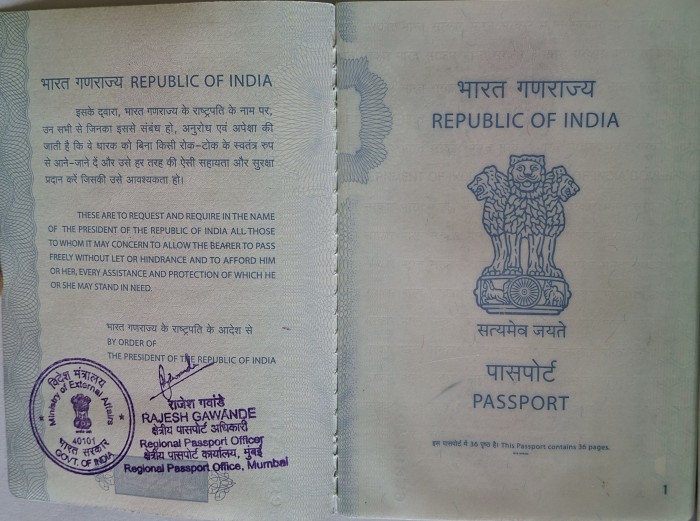 भारत गणराज्य REPUBLIC OF INDIA
इसके द्वारा, भारत गणराज्य के राष्ट्रपति के नाम पर,
उन सभी से जिनका इससे संबंध हो, अनुरोध एवं अपेक्षा की
जाती है कि वे धारक को बिना किसी रोक-टोक के स्वतंत्र रुप
से आने-जाने दें और उसे हर तरह की ऐसी सहायता और सुरक्षा
प्रदान करें जिसकी उसे आवश्यकता हो।
THESE ARE TO REQUEST AND REQUIRE IN THE NAME
OF THE PRESIDENT OF THE REPUBLIC OF INDIA ALL THOSE
TO WHOM IT MAY CONCERN TO ALLOW THE BEARER TO PASS
FREELY WITHOUT LET OR HINDRANCE AND TO AFFORD HIM
OR HER, EVERY ASSISTANCE AND PROTECTION OF WHICH HE
OR SHE MAY STAND IN NEED.
भारत गणराज्य के राष्ट्रपति के आदेश से
BY ORDER OF
THE PRESIDENT OF THE REPUBLIC OF INDIA
विदेश मंत्रालय
Ministry of External Affairs
40101
भारत सरकार
GOVT. OF INDIA
राजेश गवांडे
RAJESH GAWANDE
क्षेत्रीय पासपोर्ट अधिकारी
Regional Passport Officer
क्षेत्रीय पासपोर्ट कार्यालय, मुंबई
Regional Passport Office, Mumbai
भारत गणराज्य
REPUBLIC OF INDIA
सत्यमेव जयते
पासपोर्ट
PASSPORT
इस पासपोर्ट में 36 पृष्ठ हैं। This Passport contains 36 pages.
1